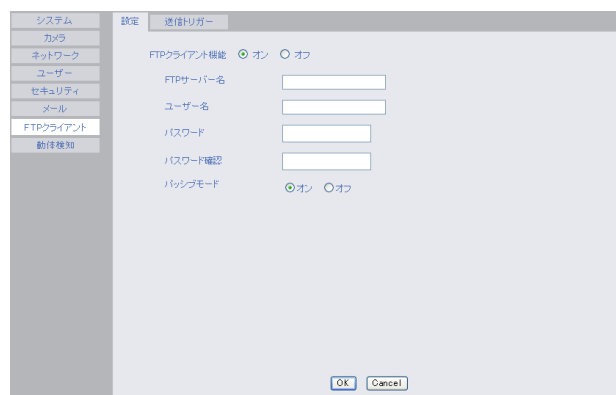 システム
カメラ
ネットワーク
ユーザー
セキュリティ
メール
FTPクライアント
動体検知
設定 送信トリガー
FTPクライアント機能 オン オフ
FTPサーバー名
ユーザー名
パスワード
パスワード確認
パッシブモード オン オフ
OK Cancel